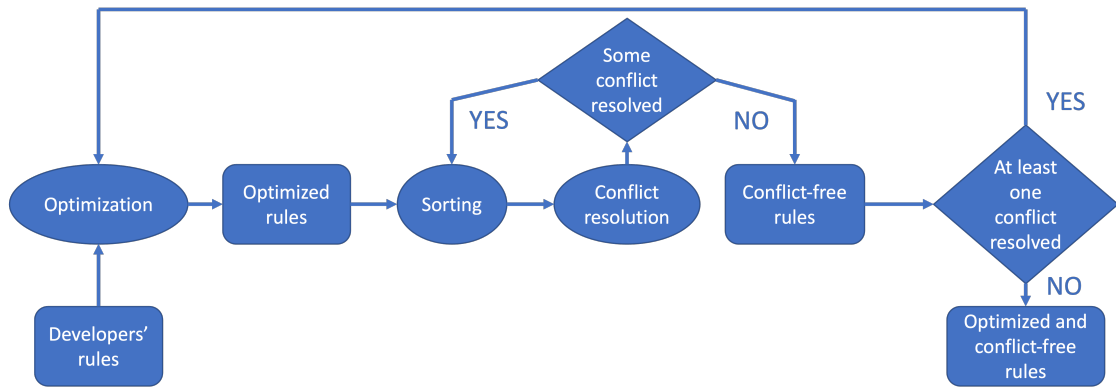 Some
conflict
resolved
YES
NO
YES
Optimization
Optimized
rules
Sorting
Conflict
resolution
Conflict-free
rules
At least
one
conflict
resolved
NO
Developers’
rules
Optimized and
conflict-free
rules